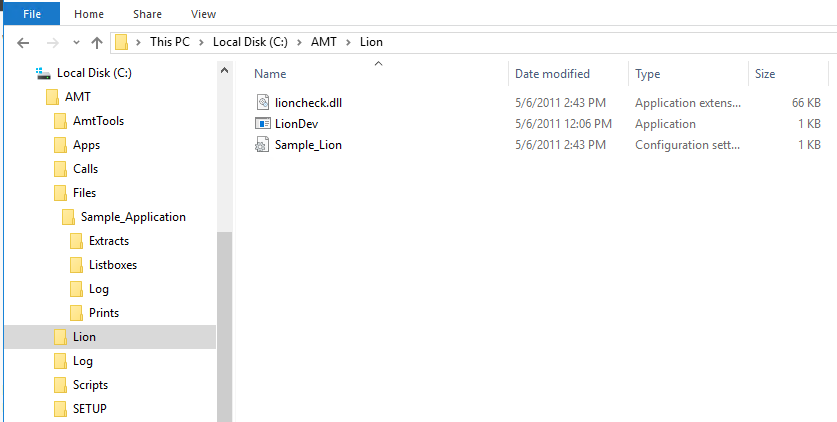 File Home Share View
This PC > Local Disk (C:) > AMT > Lion
Local Disk (C:)
AMT
AmtTools
Apps
Calls
Files
Sample_Application
Extracts
Listboxes
Log
Prints
Lion
Log
Scripts
SETUP
Name Date modified Type Size
lioncheck.dll 5/6/2011 2:43 PM Application extens... 66 KB
LionDev 5/6/2011 12:06 PM Application 1 KB
Sample_Lion 5/6/2011 2:43 PM Configuration sett... 1 KB